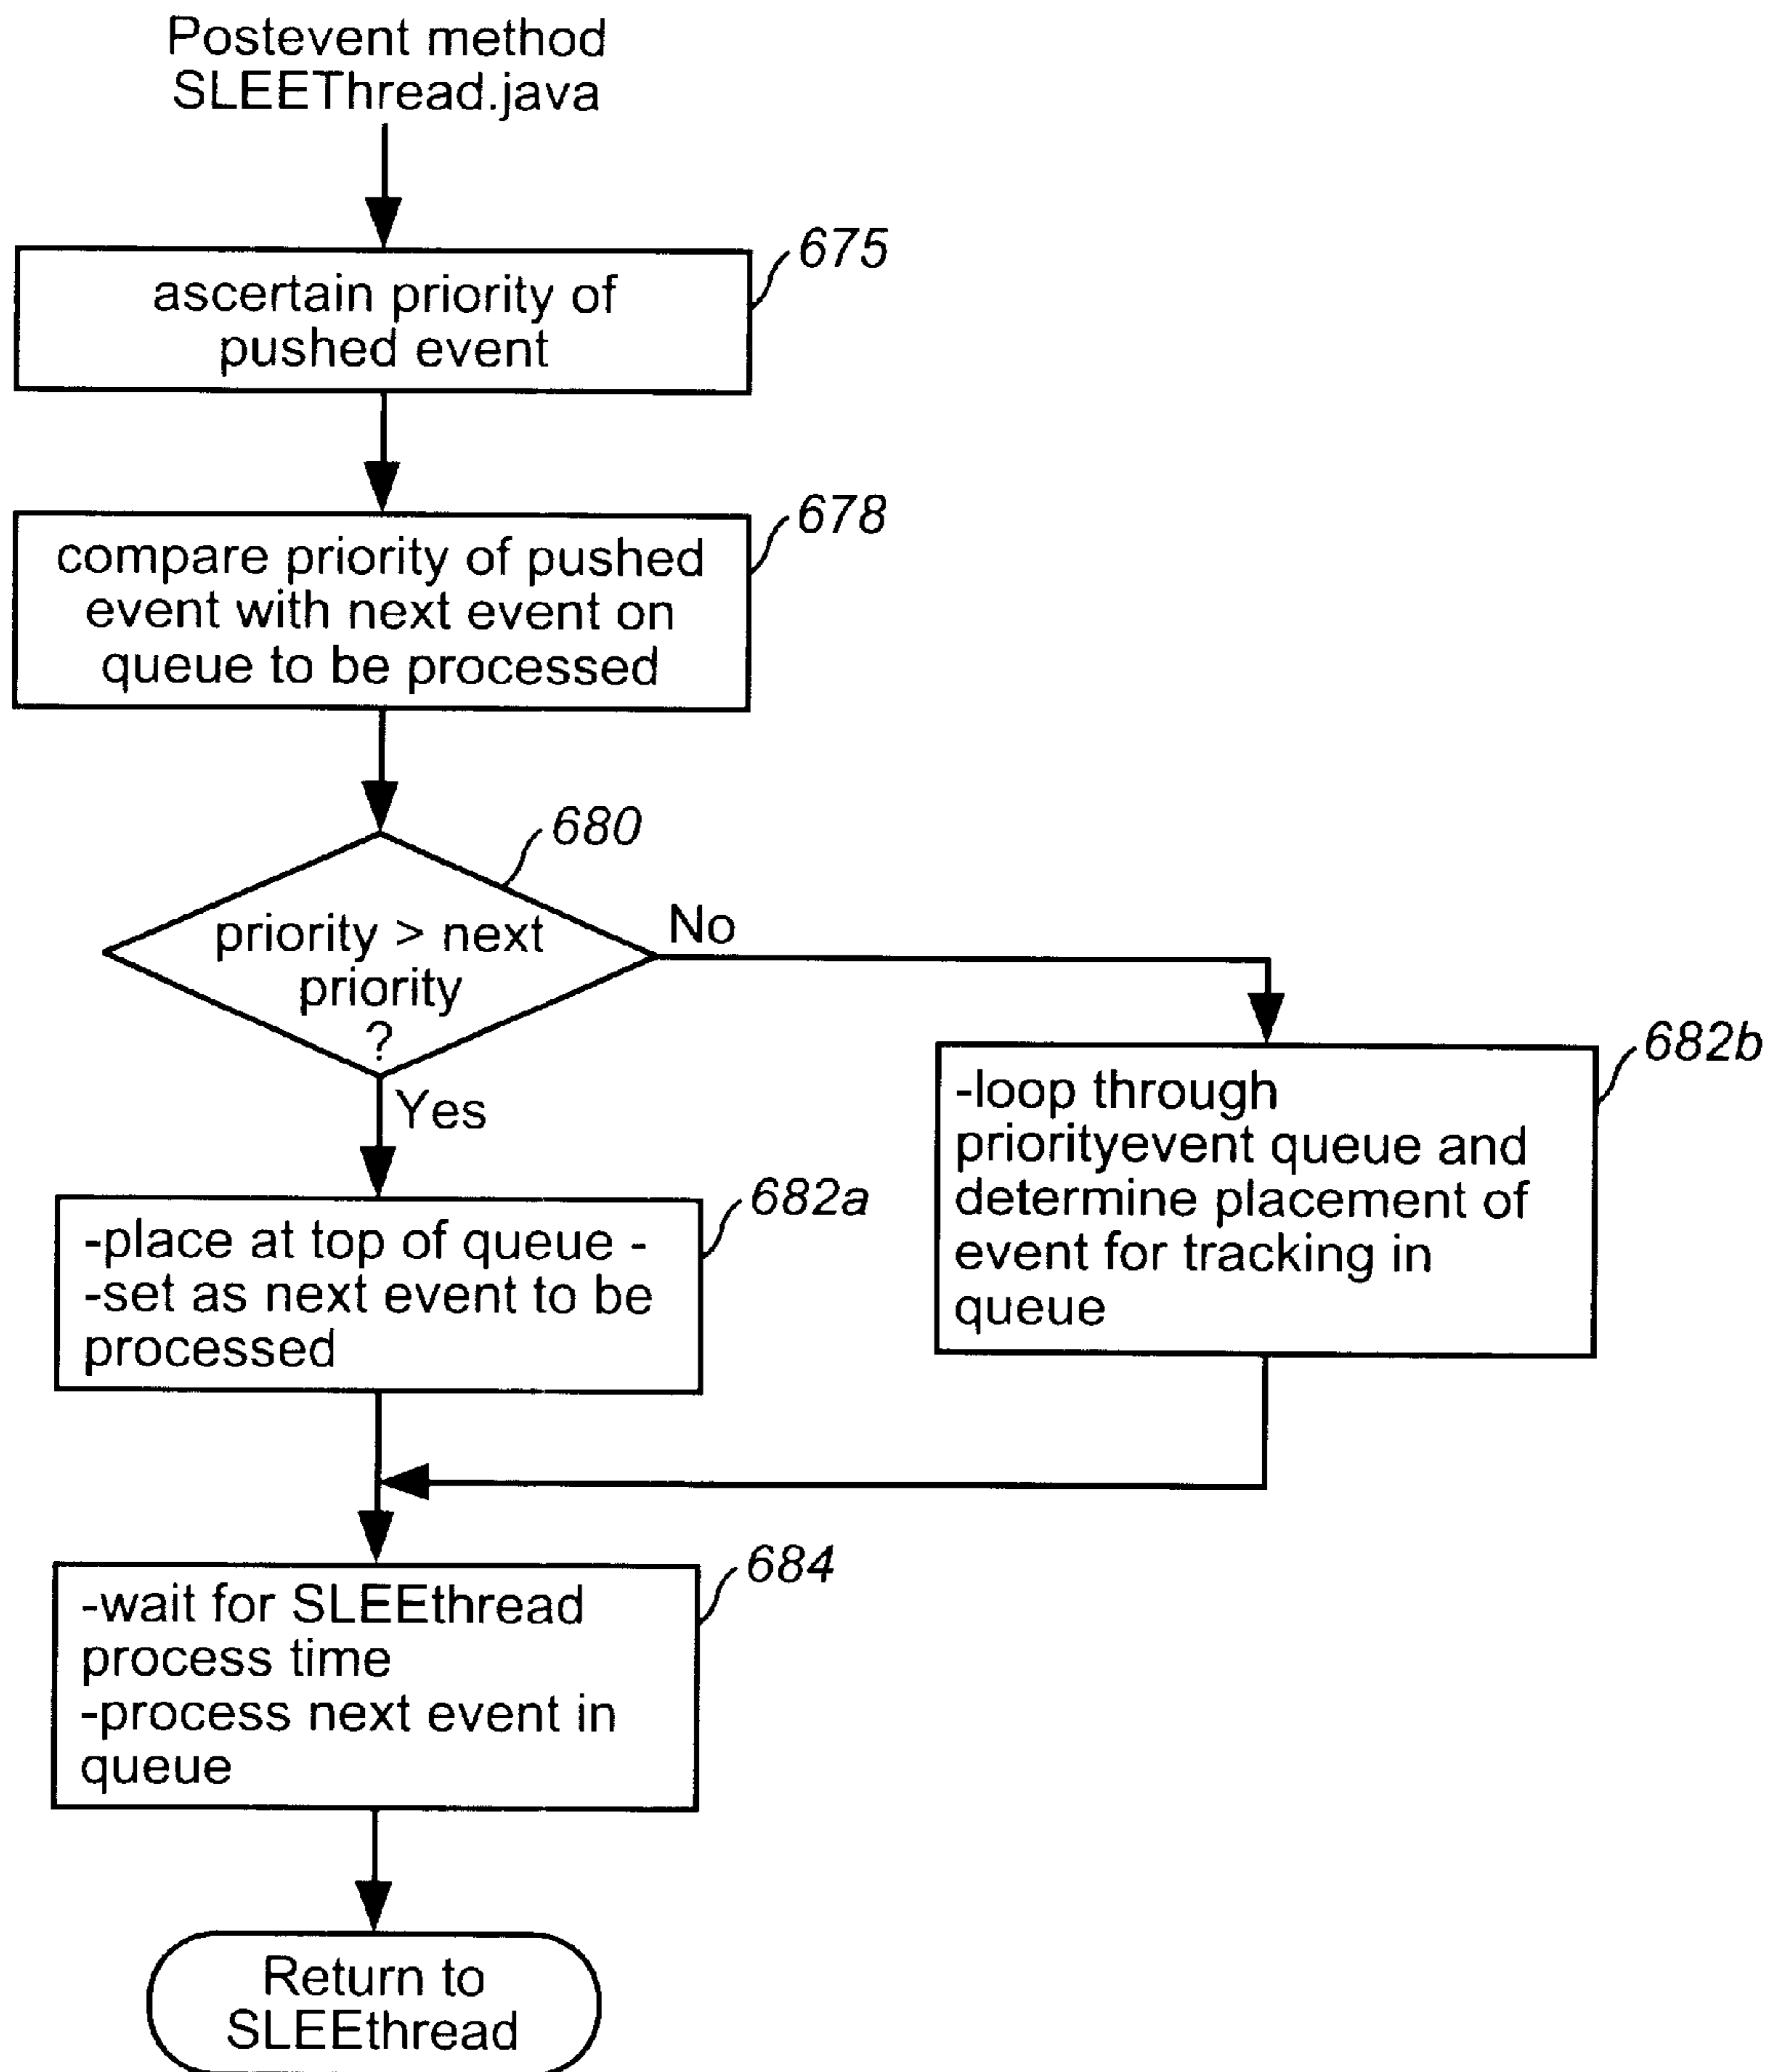 Postevent method
SLEEThread.java
675
ascertain priority of
pushed event
678
compare priority of pushed
event with next event on
queue to be processed
680
priority > next
priority
?
No
Yes
682b
-loop through
priorityevent queue and
determine placement of
event for tracking in
queue
682a
-place at top of queue -
-set as next event to be
processed
684
-wait for SLEEthread
process time
-process next event in
queue
Return to
SLEEthread